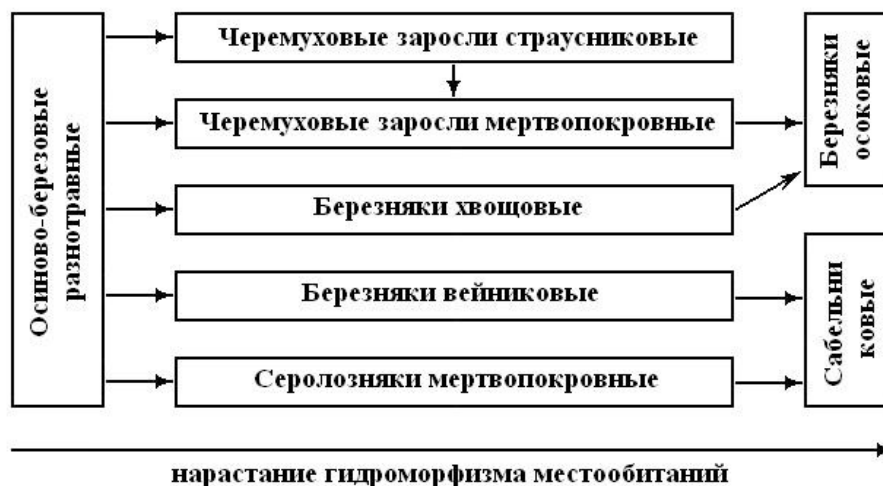 Осиново-березовые
разнотравные
Черемуховые заросли страусниковые
Черемуховые заросли мертвопокровные
Березняки хвощовые
Березняки вейниковые
Серолозняки мертвопокровные
Березняки
осоковые
Сабельни
ковые
нарастание гидроморфизма местообитаний